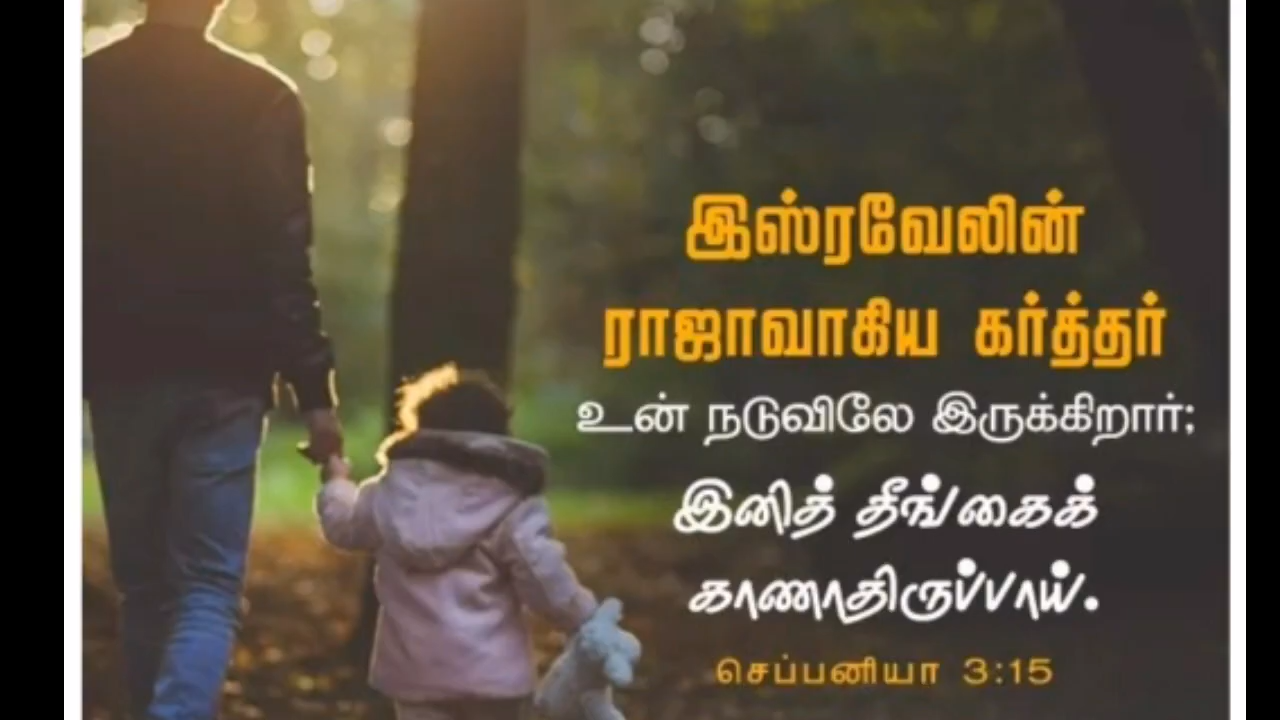 இஸ்ரவேலின்
ராஜாவாகிய கர்த்தர்
உன் நடுவிலே இருக்கிறார்;
இனித் தீங்கைக்
காணாதிருப்பாய்.
செப்பனியா 3:15